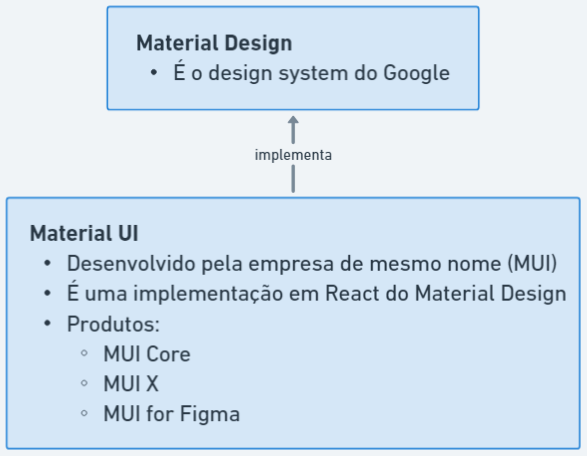 Material Design
• É o design system do Google
implementa
Material UI
• Desenvolvido pela empresa de mesmo nome (MUI)
• É uma implementação em React do Material Design
• Produtos:
◦ MUI Core
◦ MUI X
◦ MUI for Figma